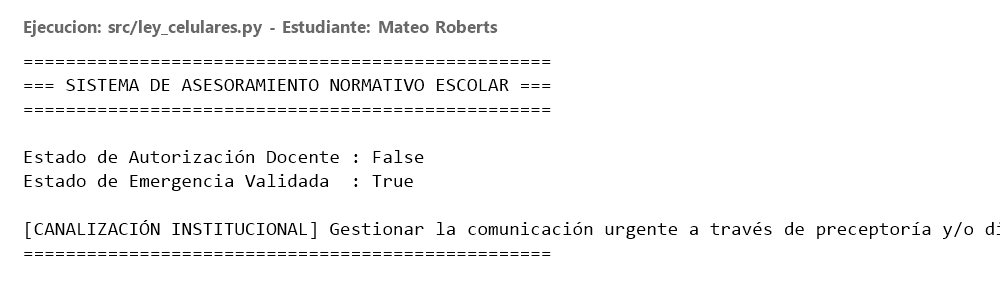 Ejecucion: src/ley_celulares.py - Estudiante: Mateo Roberts
==================================================
=== SISTEMA DE ASESORAMIENTO NORMATIVO ESCOLAR ===
==================================================
Estado de Autorización Docente : False
Estado de Emergencia Validada  : True
[CANALIZACIÓN INSTITUCIONAL] Gestionar la comunicación urgente a través de preceptoría y/o
==================================================